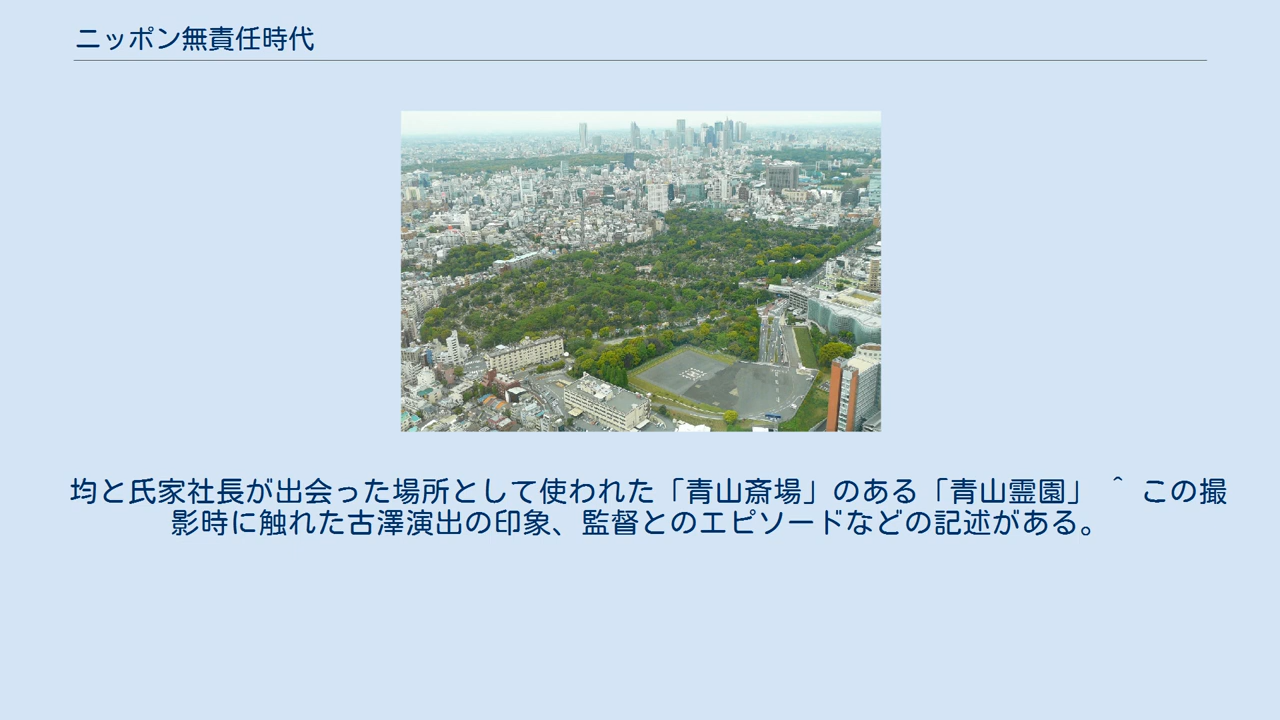 ニッポン無責任時代
均と氏家社長が出会った場所として使われた「青山斎場」のある「青山霊園」 ^ この撮
影時に触れた古澤演出の印象、監督とのエピソードなどの記述がある。